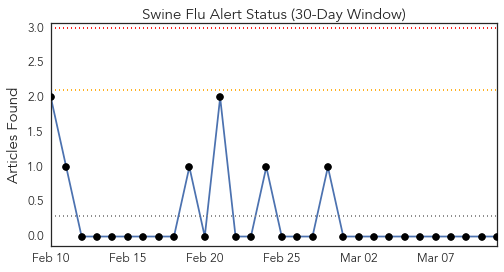 Swine Flu Alert Status (30-Day Window)
Articles Found
3.0
2.5
2.0
1.5
1.0
0.5
0.0
Feb 10 Feb 15 Feb 20 Feb 25 Mar 02 Mar 07